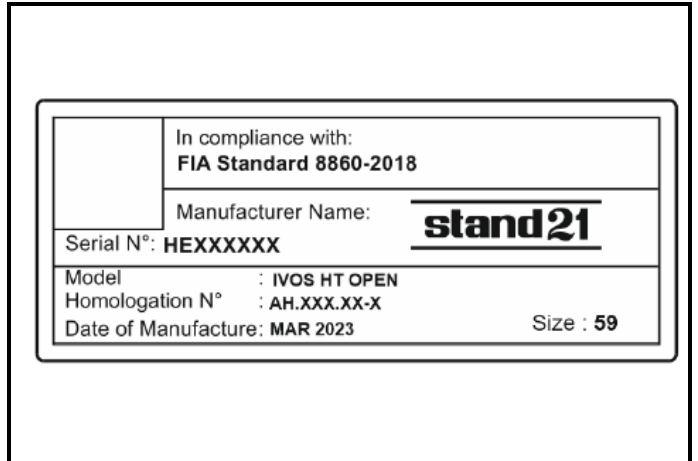 In compliance with:
FIA Standard 8860-2018
Manufacturer Name:
stand21
Serial N°: HEXXXXXX
Model : IVOS HT OPEN
Homologation N° : AH.XXX.XX-X
Date of Manufacture: MAR 2023
Size : 59